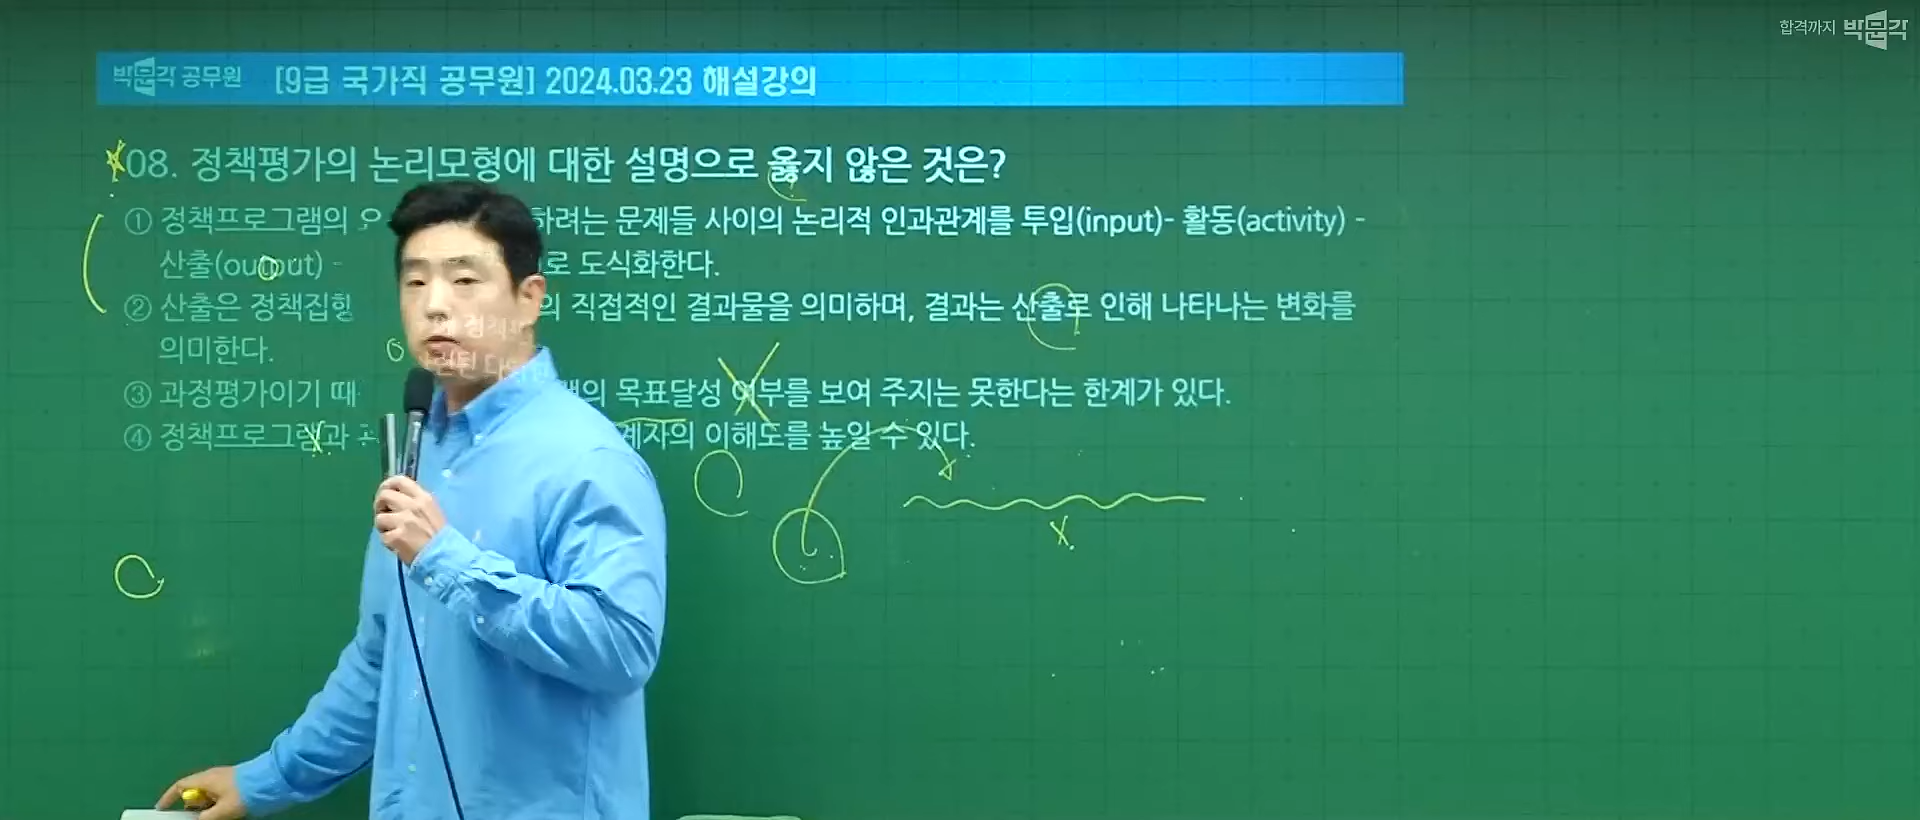 합격까지 박문각
박문각 공무원 [9급 국가직 공무원] 2024.03.23 해설강의
08. 정책평가의 논리모형에 대한 설명으로 옳지 않은 것은?
① 정책프로그램의 하려는 문제들 사이의 논리적 인과관계를 투입(input)- 활동(activity) -
산출(output) - 로 도식화한다.
② 산출은 정책집행 의 직접적인 결과물을 의미하며, 결과는 산출로 인해 나타나는 변화를
의미한다.
③ 과정평가이기 때 의 목표달성 여부를 보여 주지는 못한다는 한계가 있다.
④ 정책프로그램과 계자의 이해도를 높일 수 있다.